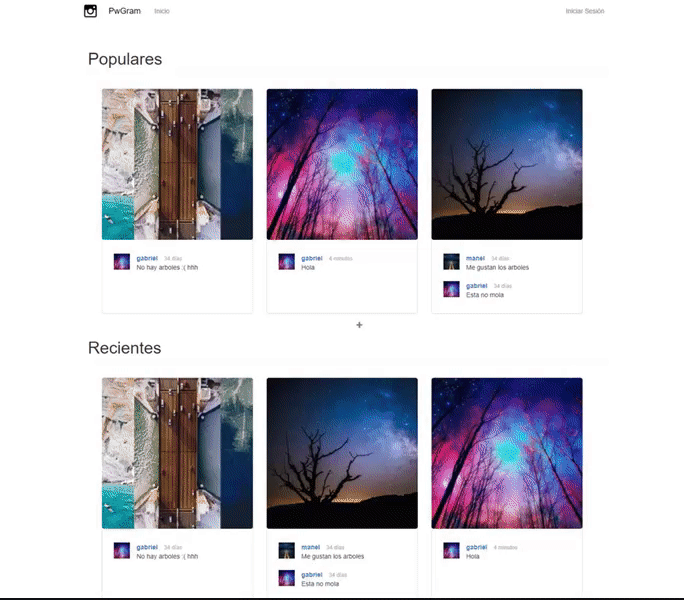 PwGram Inicio Iniciar Sesión
Populares
gabriel 34 días
No hay arboles :( hhh
gabriel 4 minutos
Hola
manel 34 días
Me gustan los arboles
gabriel 34 días
Esta no mola
+
Recientes
gabriel 34 días
No hay arboles :( hhh
manel 34 días
Me gustan los arboles
gabriel 34 días
Esta no mola
gabriel 4 minutos
Hola